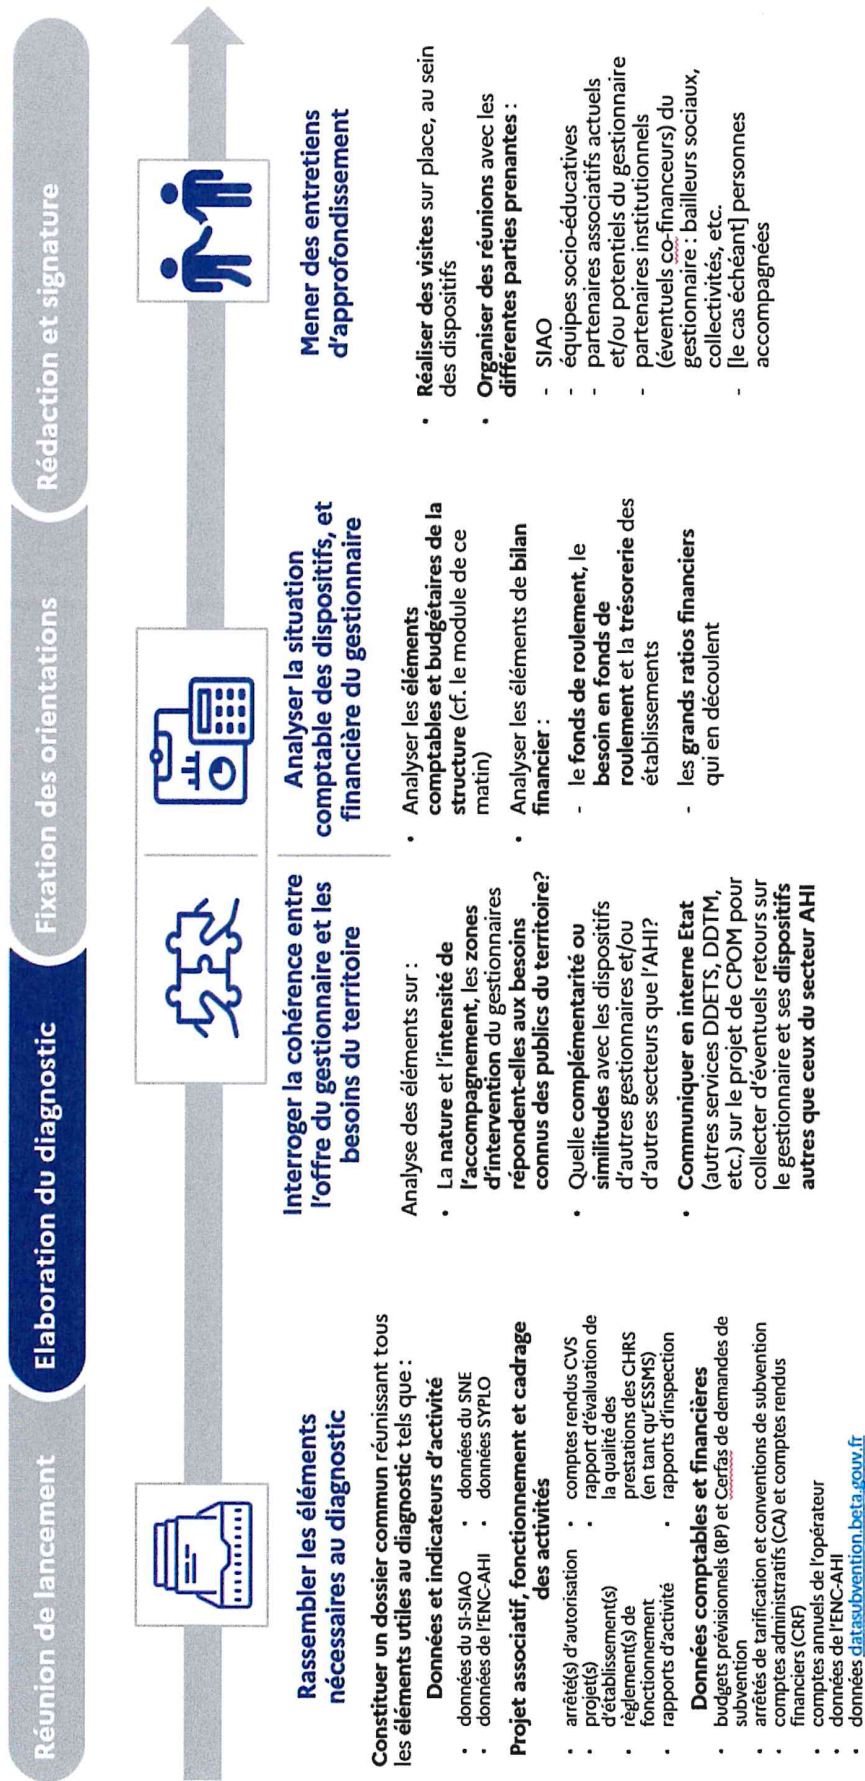 Réunion de lancement
Elaboration du diagnostic
Fixation des orientations
Rédaction et signature
Rassembler les éléments
nécessaires au diagnostic
Constituer un dossier commun réunissant tous
les éléments utiles au diagnostic tels que :
Données et indicateurs d'activité
• données du SI-SIAO
• données de l'ENC-AHI
• données du SNE
• données SYPLO
Projet associatif, fonctionnement et cadrage
des activités
• arrêté(s) d'autorisation
• projet(s)
d'établissement(s)
• règlement(s) de
fonctionnement
• rapports d'activité
• comptes rendus CVS
• rapport d'évaluation de
la qualité des
prestations des CHRS
(en tant qu'ESSMS)
• rapports d'inspection
Données comptables et financières
• budgets prévisionnels (BP) et Cerfas de demandes de
subvention
• arrêtés de tarification et conventions de subvention
• comptes administratifs (CA) et comptes rendus
financiers (CRF)
• comptes annuels de l'opérateur
• données de l'ENC-AHI
• données datasubvention.beta.gouv.fr
Interroger la cohérence entre
l'offre du gestionnaire et les
besoins du territoire
Analyse des éléments sur :
• La nature et l'intensité de
l'accompagnement, les zones
d'intervention du gestionnaires
répondent-elles aux besoins
connus des publics du territoire?
• Quelle complémentarité ou
similitudes avec les dispositifs
d'autres gestionnaires et/ou
d'autres secteurs que l'AHI?
• Communiquer en interne Etat
(autres services DDETS, DDTM,
etc.) sur le projet de CPOM pour
collecter d'éventuels retours sur
le gestionnaire et ses dispositifs
autres que ceux du secteur AHI
Analyser la situation
comptable des dispositifs, et
financière du gestionnaire
• Analyser les éléments
comptables et budgétaires de la
structure (cf. le module de ce
matin)
• Analyser les éléments de bilan
financier :
- le fonds de roulement, le
besoin en fonds de
roulement et la trésorerie des
établissements
- les grands ratios financiers
qui en découlent
Mener des entretiens
d'approfondissement
• Réaliser des visites sur place, au sein
des dispositifs
• Organiser des réunions avec les
différentes parties prenantes :
- SIAO
- équipes socio-éducatives
- partenaires associatifs actuels
et/ou potentiels du gestionnaire
- partenaires institutionnels
(éventuels co-financeurs) du
gestionnaire : bailleurs sociaux,
collectivités, etc.
- [le cas échéant] personnes
accompagnées